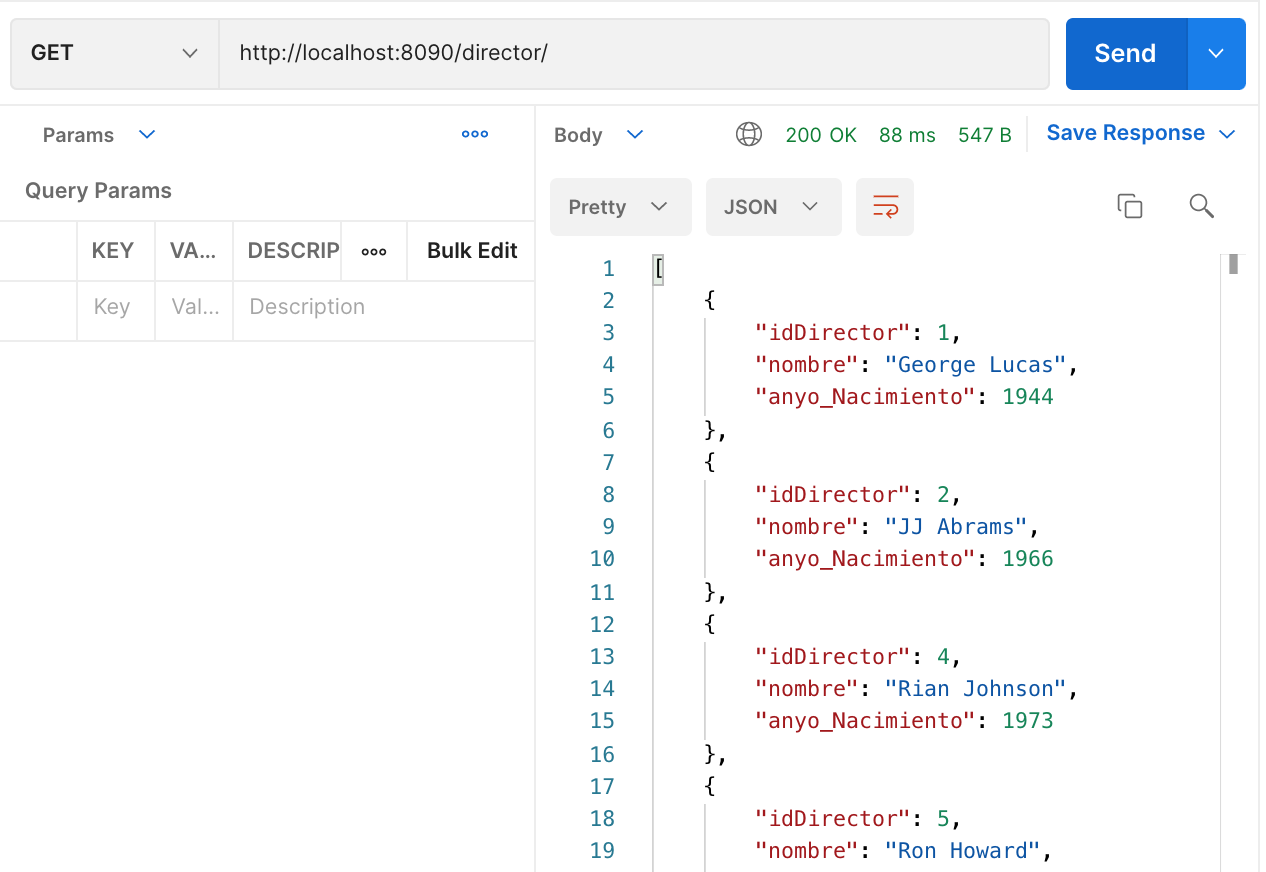 GET http://localhost:8090/director/ Send
Params ooo Body 200 OK 88 ms 547 B Save Response
Query Params
Pretty JSON
KEY VA... DESCRIP ooo Bulk Edit
Key Val... Description
1 [
2 {
3 "idDirector": 1,
4 "nombre": "George Lucas",
5 "anyo_Nacimiento": 1944
6 },
7 {
8 "idDirector": 2,
9 "nombre": "JJ Abrams",
10 "anyo_Nacimiento": 1966
11 },
12 {
13 "idDirector": 4,
14 "nombre": "Rian Johnson",
15 "anyo_Nacimiento": 1973
16 },
17 {
18 "idDirector": 5,
19 "nombre": "Ron Howard",